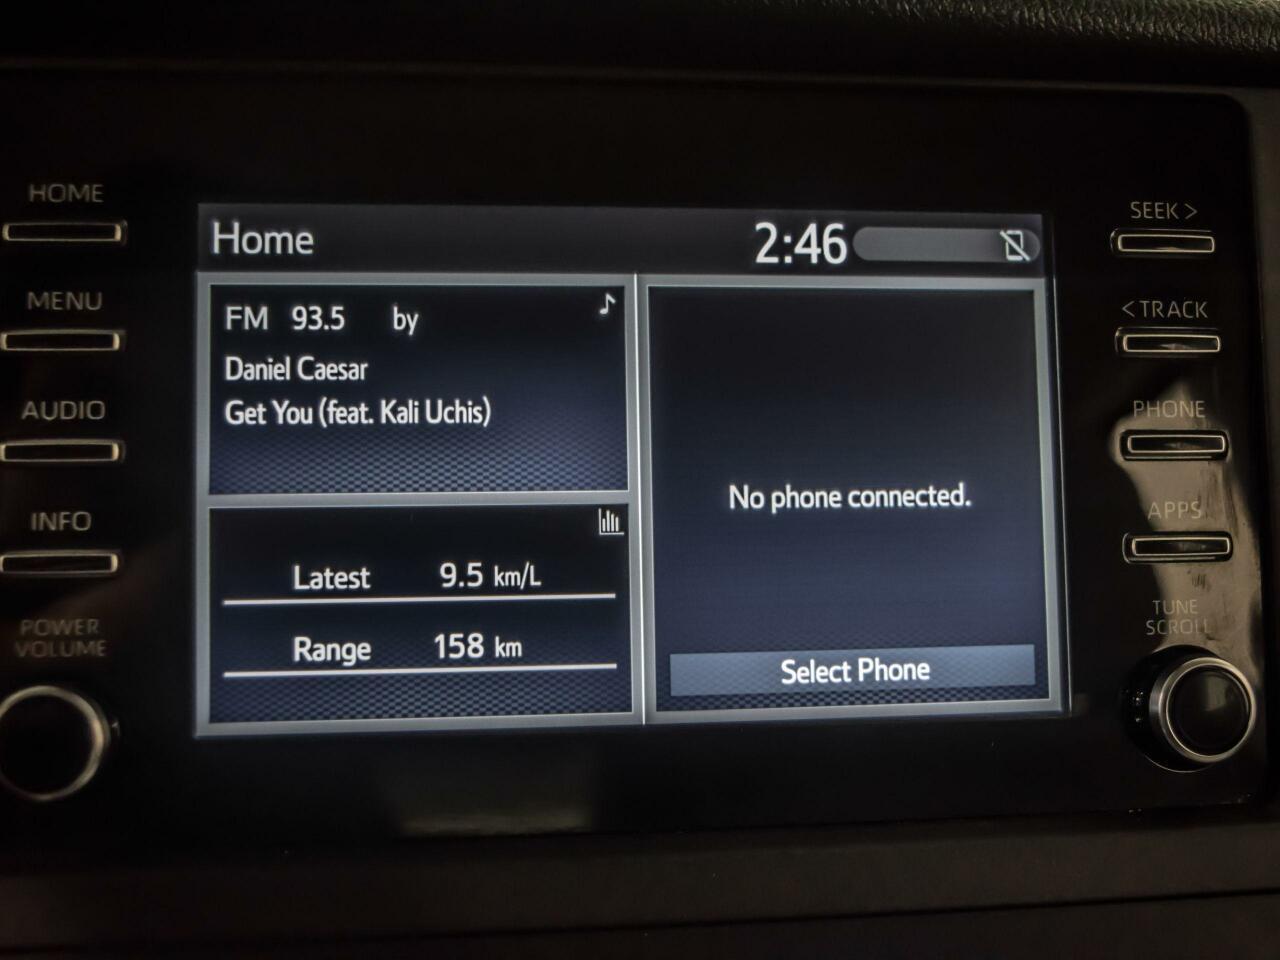 HOME
MENU
AUDIO
INFO
POWER
VOLUME
Home
2:46
FM 93.5 by
Daniel Caesar
Get You (feat. Kali Uchis)
Latest 9.5 km/L
Range 158 km
No phone connected.
Select Phone
SEEK >
< TRACK
PHONE
APPS
TUNE
SCROLL